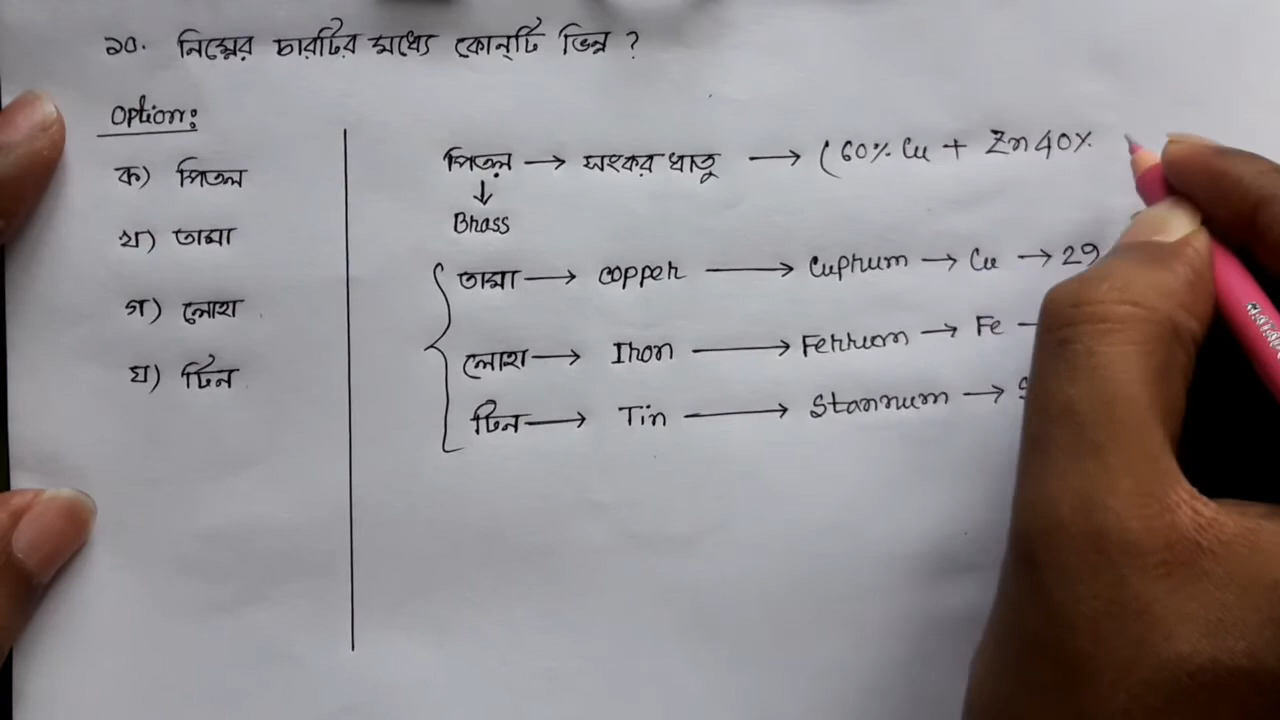 ১০. নিম্নের চারটির মধ্যে কোন্‌টি ভিন্ন ?
Option:
ক) পিতল
খ) তামা
গ) লোহা
ঘ) টিন
পিতল → সংকর ধাতু → (60% Cu + Zn 40%
↓
Brass
তামা → copper → Cuprum → Cu → 29
লোহা → Iron → Ferrum → Fe –
টিন → Tin → Stannum →